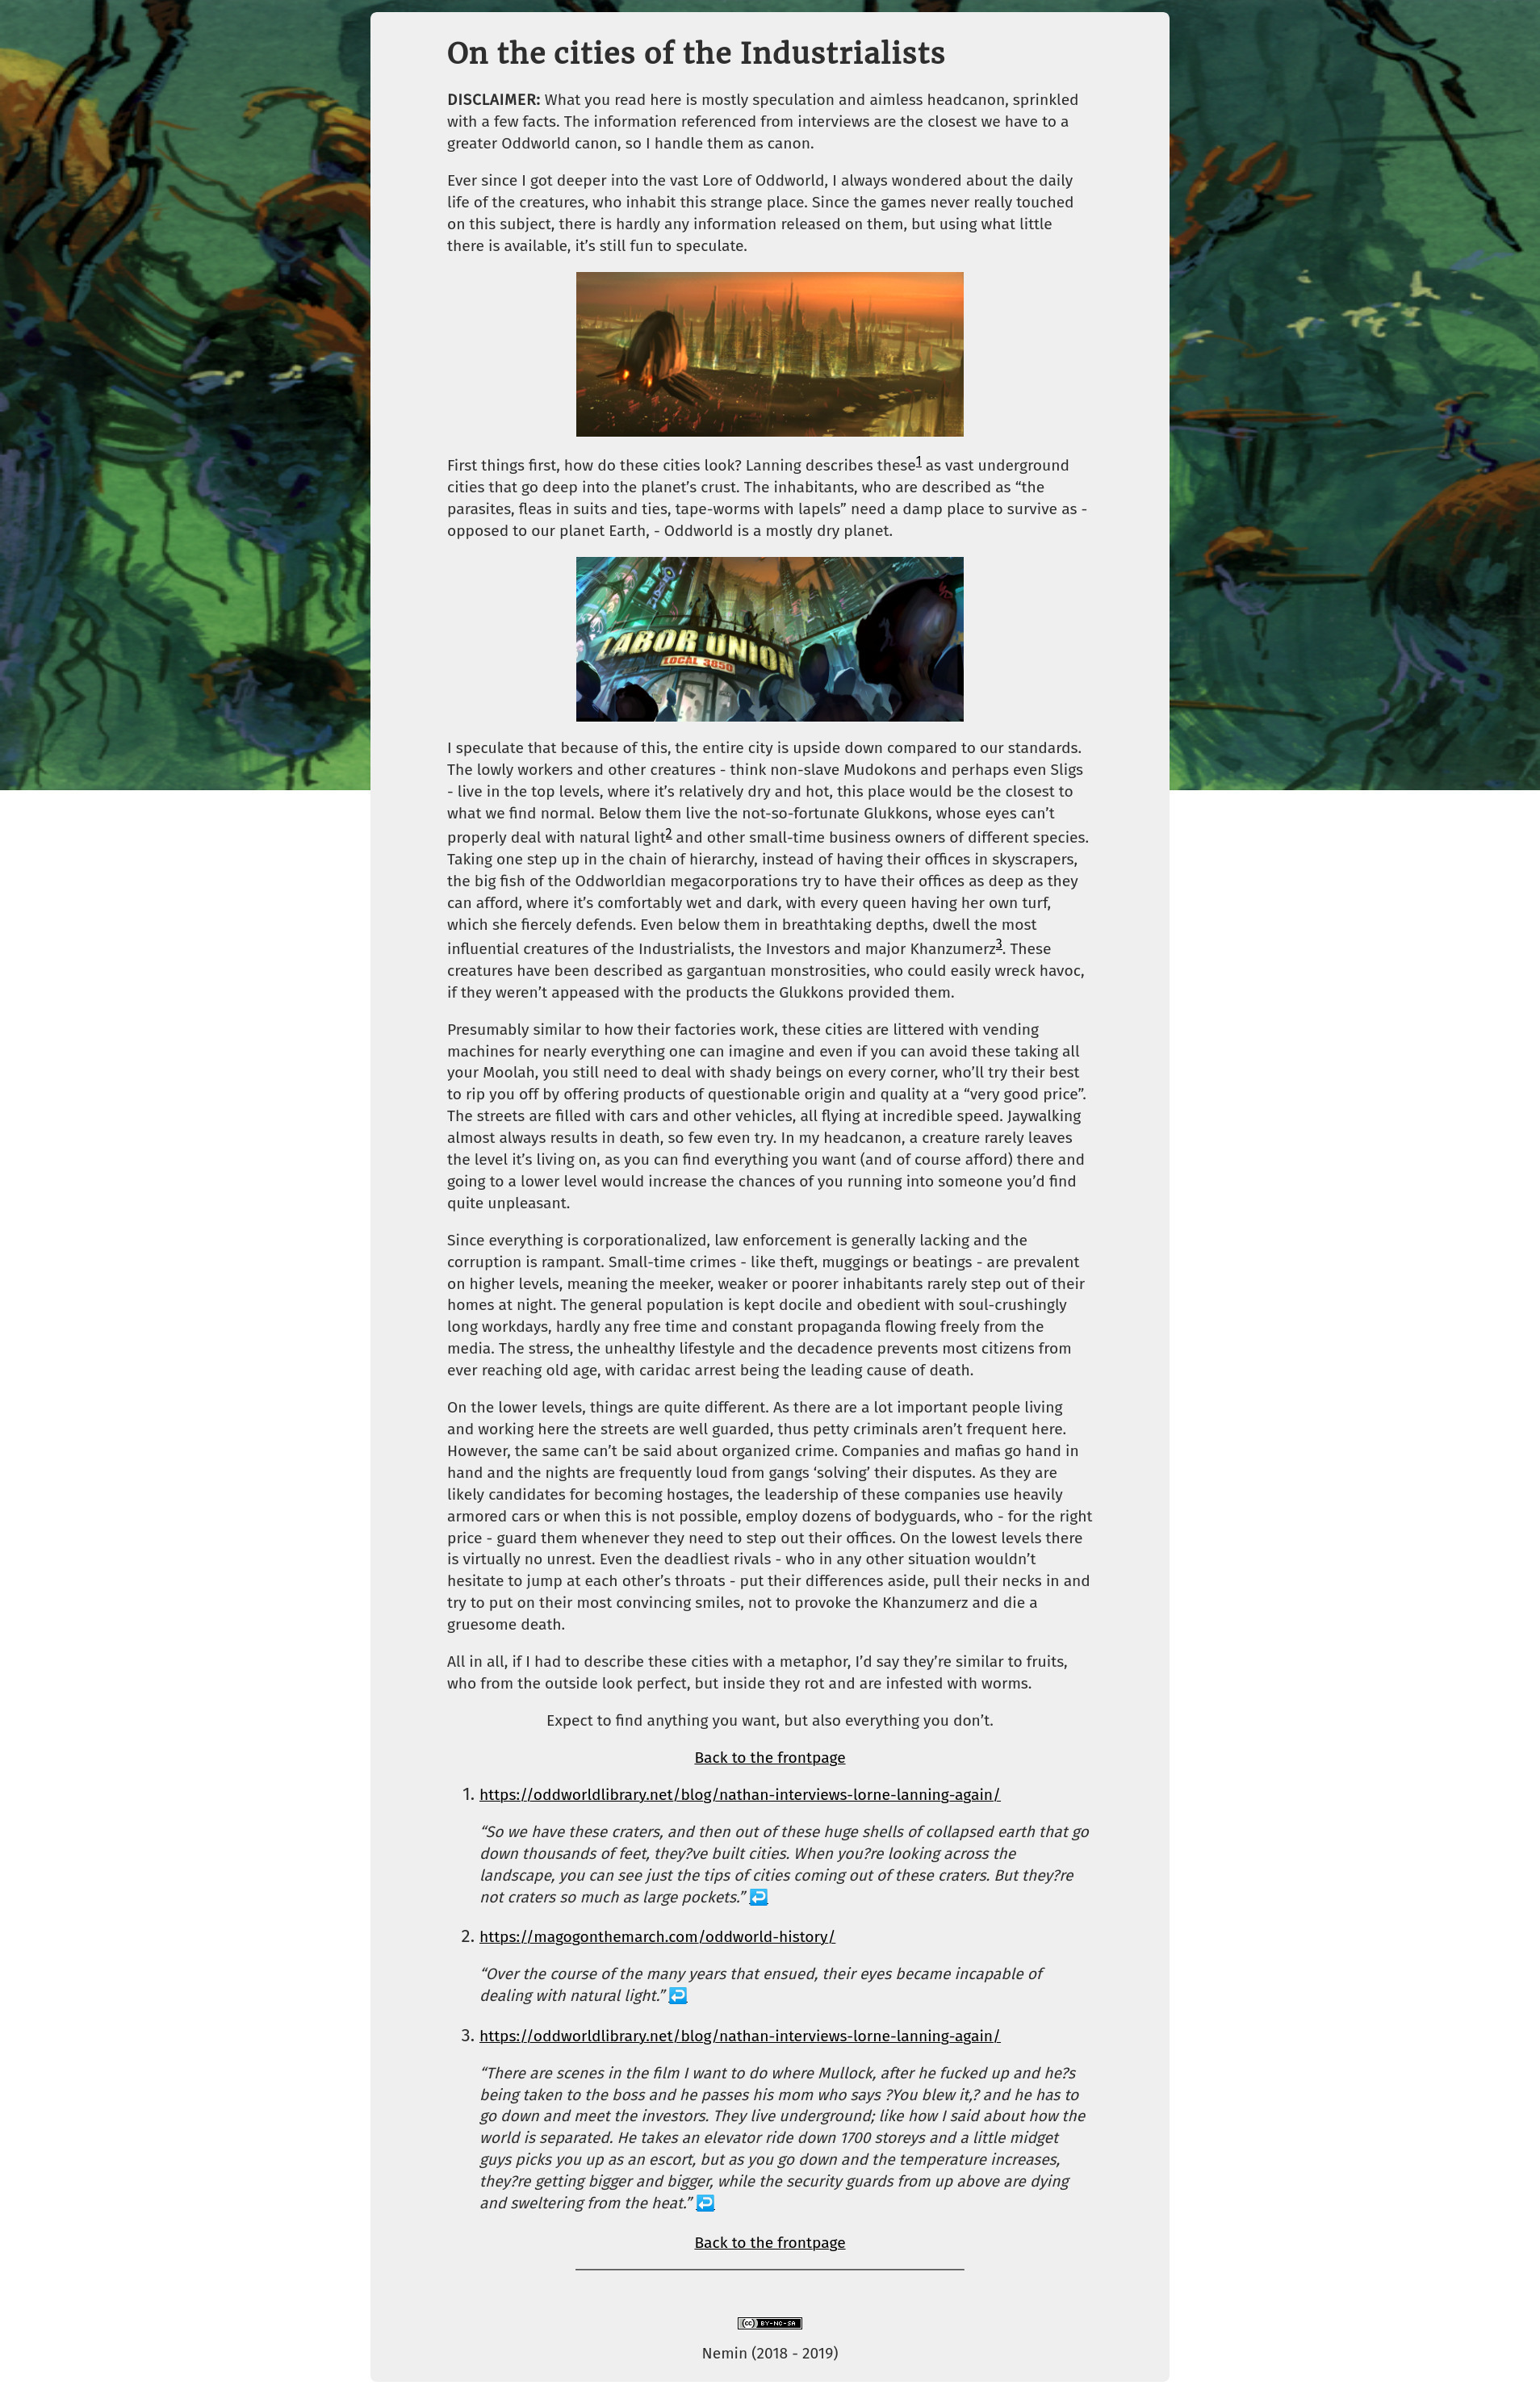 On the cities of the Industrialists
DISCLAIMER: What you read here is mostly speculation and aimless headcanon, sprinkled
with a few facts. The information referenced from interviews are the closest we have to a
greater Oddworld canon, so I handle them as canon.
Ever since I got deeper into the vast Lore of Oddworld, I always wondered about the daily
life of the creatures, who inhabit this strange place. Since the games never really touched
on this subject, there is hardly any information released on them, but using what little
there is available, it’s still fun to speculate.
First things first, how do these cities look? Lanning describes these1 as vast underground
cities that go deep into the planet’s crust. The inhabitants, who are described as “the
parasites, fleas in suits and ties, tape-worms with lapels” need a damp place to survive as -
opposed to our planet Earth, - Oddworld is a mostly dry planet.
LABOR UNION
LOCAL 3850
I speculate that because of this, the entire city is upside down compared to our standards.
The lowly workers and other creatures - think non-slave Mudokons and perhaps even Sligs
- live in the top levels, where it’s relatively dry and hot, this place would be the closest to
what we find normal. Below them live the not-so-fortunate Glukkons, whose eyes can’t
properly deal with natural light2 and other small-time business owners of different species.
Taking one step up in the chain of hierarchy, instead of having their offices in skyscrapers,
the big fish of the Oddworldian megacorporations try to have their offices as deep as they
can afford, where it’s comfortably wet and dark, with every queen having her own turf,
which she fiercely defends. Even below them in breathtaking depths, dwell the most
influential creatures of the Industrialists, the Investors and major Khanzumerz3. These
creatures have been described as gargantuan monstrosities, who could easily wreck havoc,
if they weren’t appeased with the products the Glukkons provided them.
Presumably similar to how their factories work, these cities are littered with vending
machines for nearly everything one can imagine and even if you can avoid these taking all
your Moolah, you still need to deal with shady beings on every corner, who’ll try their best
to rip you off by offering products of questionable origin and quality at a “very good price”.
The streets are filled with cars and other vehicles, all flying at incredible speed. Jaywalking
almost always results in death, so few even try. In my headcanon, a creature rarely leaves
the level it’s living on, as you can find everything you want (and of course afford) there and
going to a lower level would increase the chances of you running into someone you’d find
quite unpleasant.
Since everything is corporationalized, law enforcement is generally lacking and the
corruption is rampant. Small-time crimes - like theft, muggings or beatings - are prevalent
on higher levels, meaning the meeker, weaker or poorer inhabitants rarely step out of their
homes at night. The general population is kept docile and obedient with soul-crushingly
long workdays, hardly any free time and constant propaganda flowing freely from the
media. The stress, the unhealthy lifestyle and the decadence prevents most citizens from
ever reaching old age, with caridac arrest being the leading cause of death.
On the lower levels, things are quite different. As there are a lot important people living
and working here the streets are well guarded, thus petty criminals aren’t frequent here.
However, the same can’t be said about organized crime. Companies and mafias go hand in
hand and the nights are frequently loud from gangs ‘solving’ their disputes. As they are
likely candidates for becoming hostages, the leadership of these companies use heavily
armored cars or when this is not possible, employ dozens of bodyguards, who - for the right
price - guard them whenever they need to step out their offices. On the lowest levels there
is virtually no unrest. Even the deadliest rivals - who in any other situation wouldn’t
hesitate to jump at each other’s throats - put their differences aside, pull their necks in and
try to put on their most convincing smiles, not to provoke the Khanzumerz and die a
gruesome death.
All in all, if I had to describe these cities with a metaphor, I’d say they’re similar to fruits,
who from the outside look perfect, but inside they rot and are infested with worms.
Expect to find anything you want, but also everything you don’t.
Back to the frontpage
1. https://oddworldlibrary.net/blog/nathan-interviews-lorne-lanning-again/
“So we have these craters, and then out of these huge shells of collapsed earth that go
down thousands of feet, they?ve built cities. When you?re looking across the
landscape, you can see just the tips of cities coming out of these craters. But they?re
not craters so much as large pockets.” ↩
2. https://magogonthemarch.com/oddworld-history/
“Over the course of the many years that ensued, their eyes became incapable of
dealing with natural light.” ↩
3. https://oddworldlibrary.net/blog/nathan-interviews-lorne-lanning-again/
“There are scenes in the film I want to do where Mullock, after he fucked up and he?s
being taken to the boss and he passes his mom who says ?You blew it,? and he has to
go down and meet the investors. They live underground; like how I said about how the
world is separated. He takes an elevator ride down 1700 storeys and a little midget
guys picks you up as an escort, but as you go down and the temperature increases,
they?re getting bigger and bigger, while the security guards from up above are dying
and sweltering from the heat.” ↩
Back to the frontpage
(cc) BY-NC-SA
Nemin (2018 - 2019)